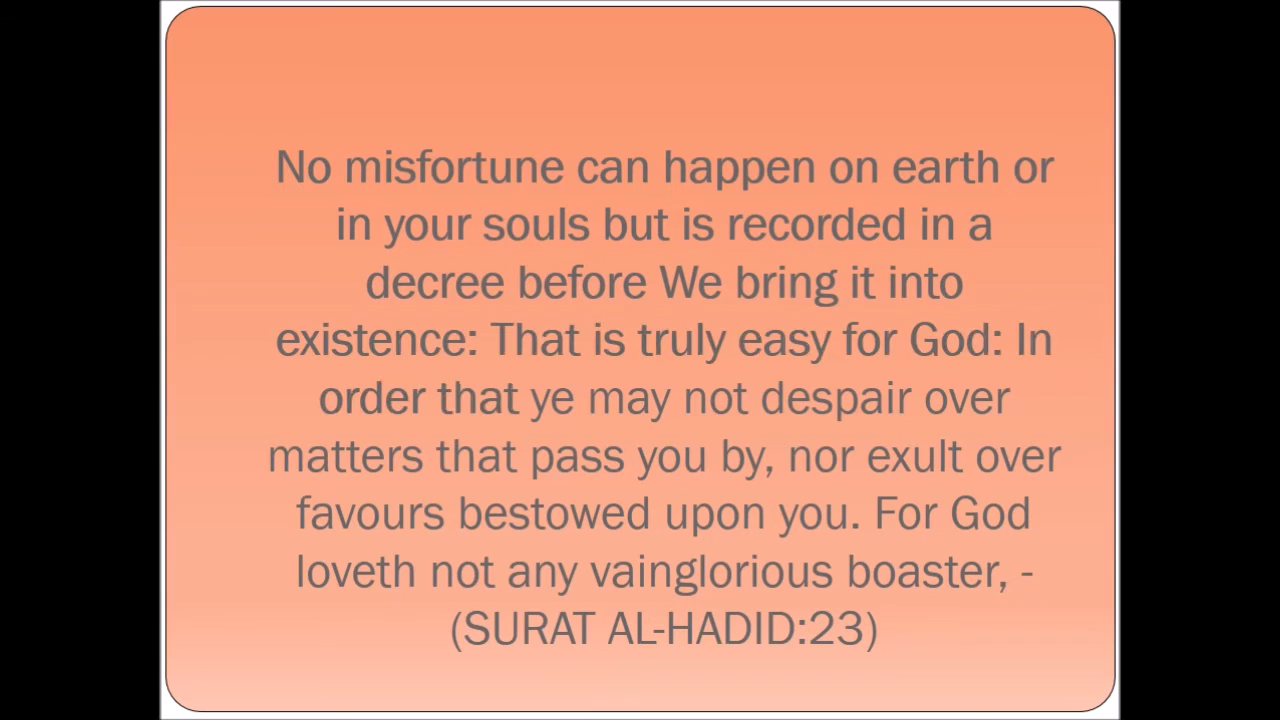 No misfortune can happen on earth or
in your souls but is recorded in a
decree before We bring it into
existence: That is truly easy for God: In
order that ye may not despair over
matters that pass you by, nor exult over
favours bestowed upon you. For God
loveth not any vainglorious boaster, -
(SURAT AL-HADID:23)